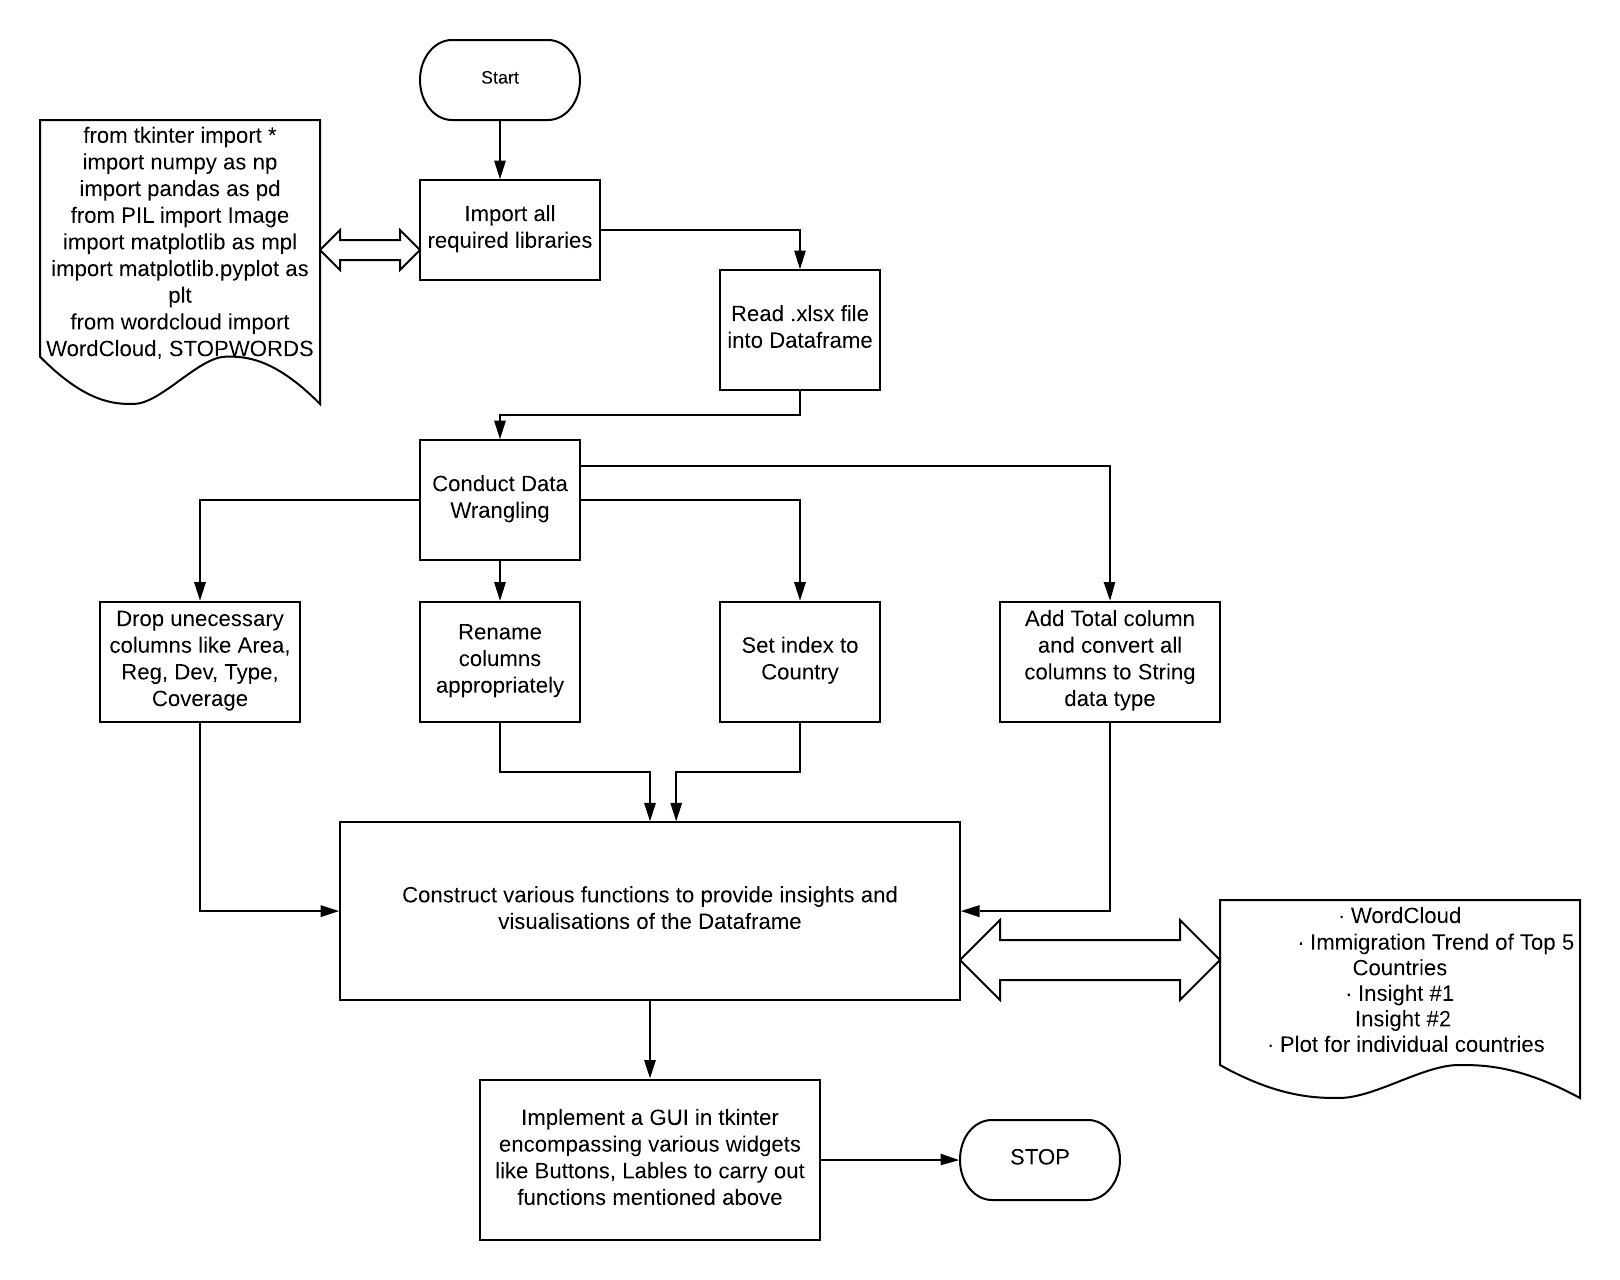 Start
from tkinter import *
import numpy as np
import pandas as pd
from PIL import Image
import matplotlib as mpl
import matplotlib.pyplot as
plt
from wordcloud import
WordCloud, STOPWORDS
Import all
required libraries
Read .xlsx file
into Dataframe
Conduct Data
Wrangling
Drop unecessary
columns like Area,
Reg, Dev, Type,
Coverage
Rename
columns
appropriately
Set index to
Country
Add Total column
and convert all
columns to String
data type
Construct various functions to provide insights and
visualisations of the Dataframe
· WordCloud
· Immigration Trend of Top 5
Countries
· Insight #1
Insight #2
· Plot for individual countries
Implement a GUI in tkinter
encompassing various widgets
like Buttons, Lables to carry out
functions mentioned above
STOP